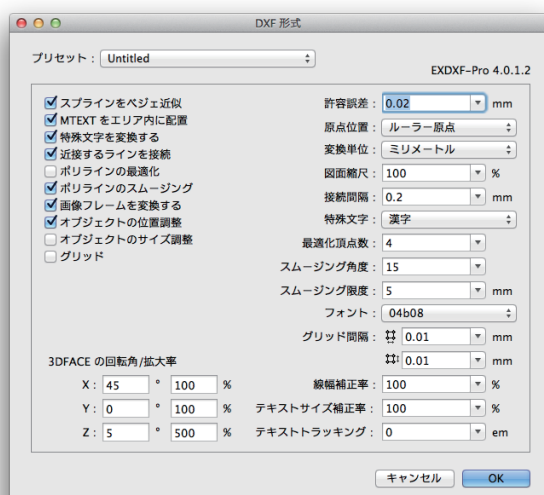 DXF 形式
プリセット： Untitled
EXDXF-Pro 4.0.1.2
スプラインをベジェ近似
MTEXT をエリア内に配置
特殊文字を変換する
近接するラインを接続
ポリラインの最適化
ポリラインのスムージング
画像フレームを変換する
オブジェクトの位置調整
オブジェクトのサイズ調整
グリッド
許容誤差： 0.02 mm
原点位置： ルーラー原点
変換単位： ミリメートル
図面縮尺： 100 %
接続間隔： 0.2 mm
特殊文字： 漢字
最適化頂点数： 4
スムージング角度： 15
スムージング限度： 5 mm
フォント： 04b08
グリッド間隔： 0.01 mm
0.01 mm
3DFACE の回転角/拡大率
X： 45 ° 100 %
Y： 0 ° 100 %
Z： 5 ° 500 %
線幅補正率： 100 %
テキストサイズ補正率： 100 %
テキストトラッキング： 0 em
キャンセル OK